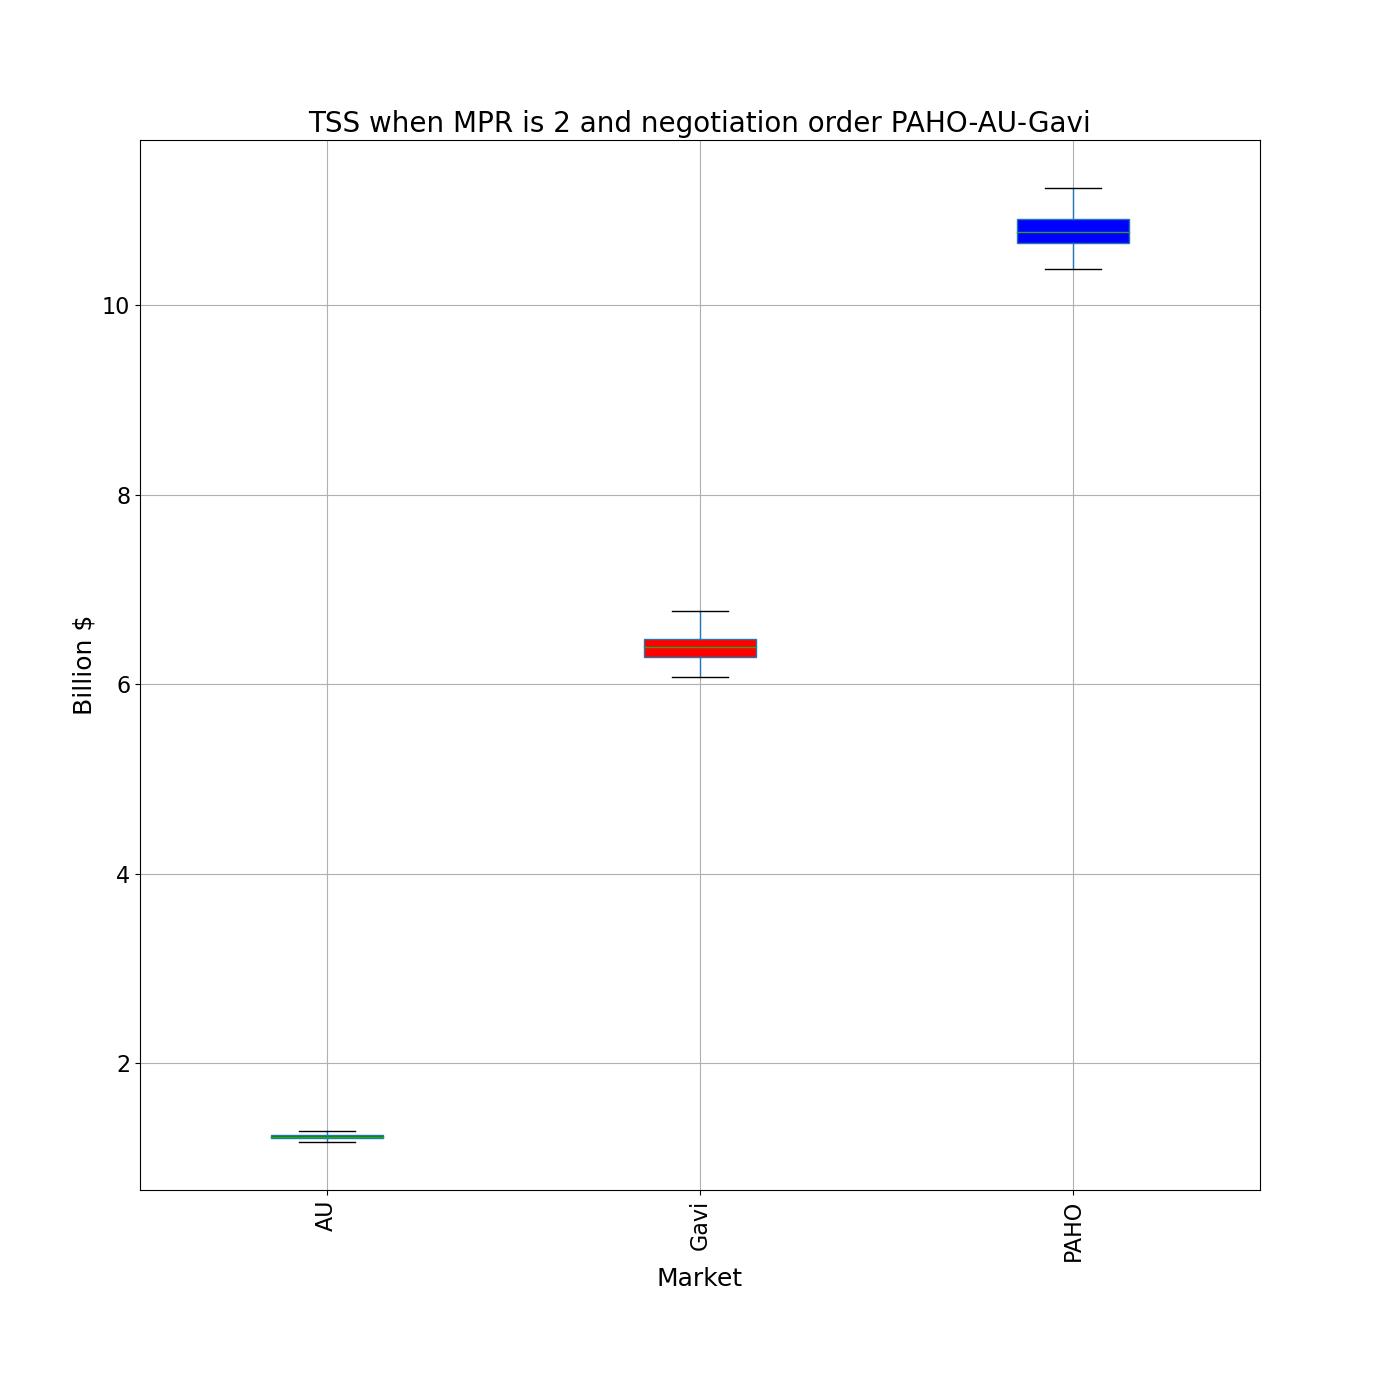 TSS when MPR is 2 and negotiation order PAHO-AU-Gavi
10
8
6
4
2
Billion $
AU
Gavi
PAHO
Market